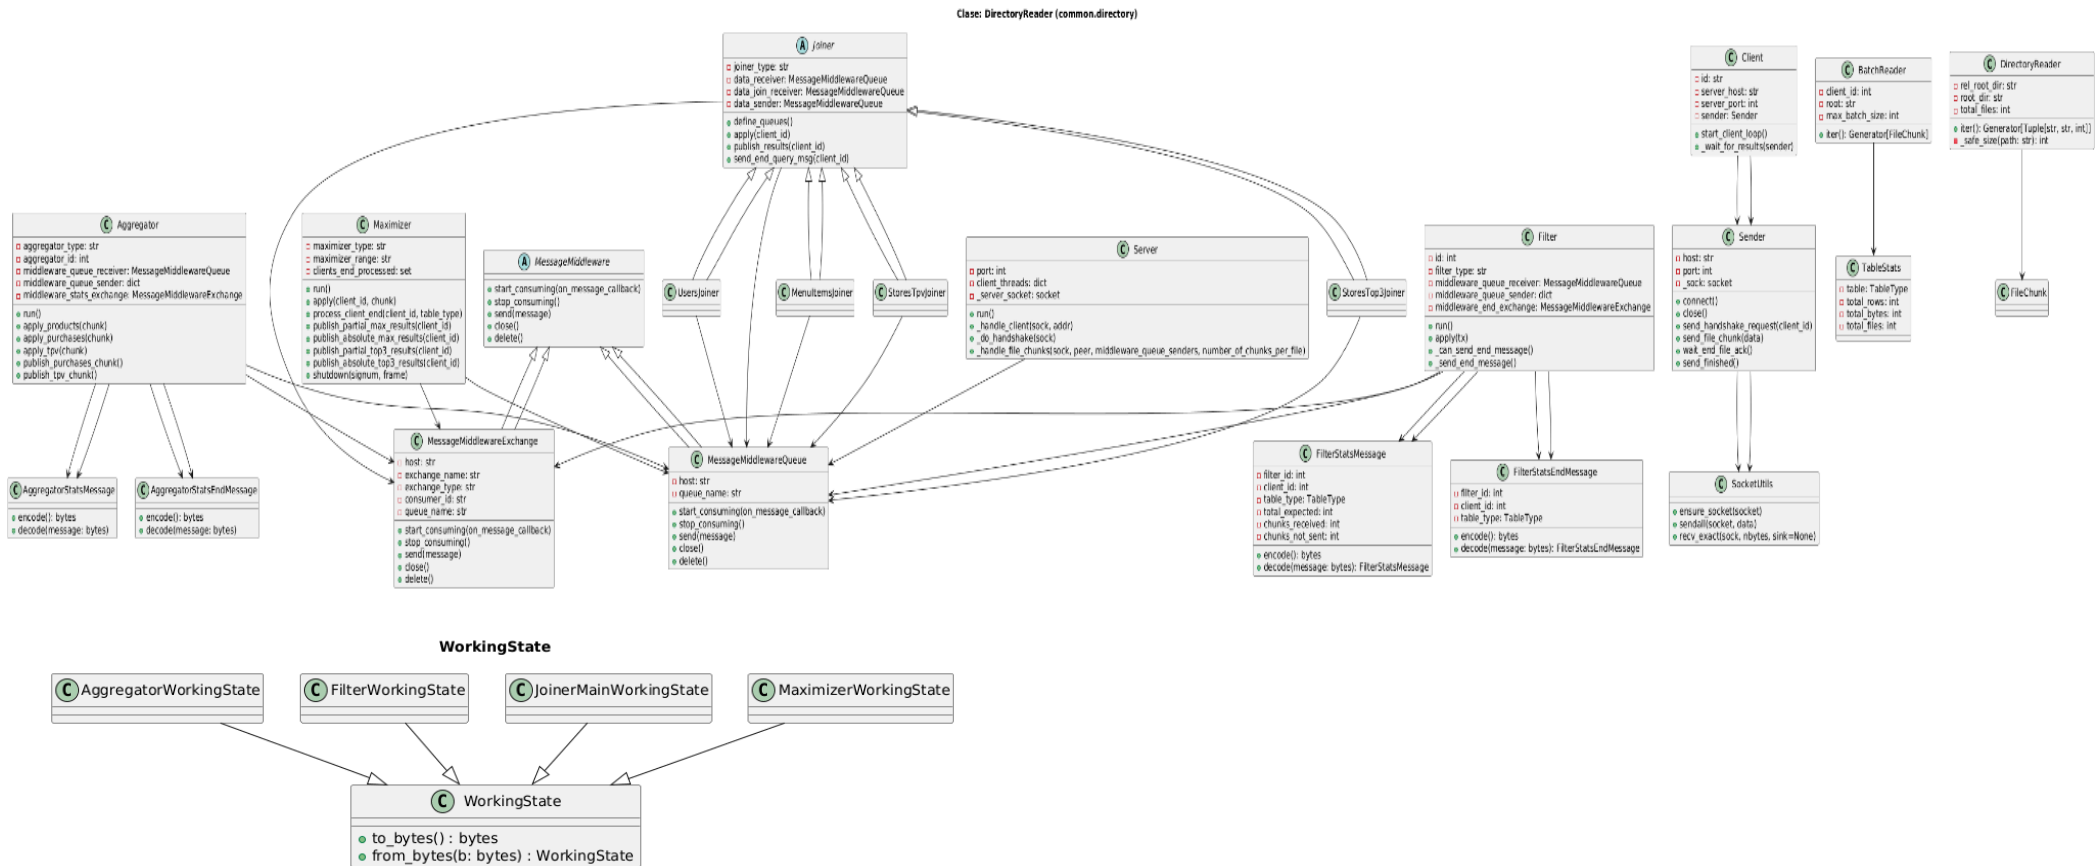 Clase: DirectoryReader (common.directory)
A Joiner
joiner_type: str
data_receiver: MessageMiddlewareQueue
data_join_receiver: MessageMiddlewareQueue
data_sender: MessageMiddlewareQueue
define_queues()
apply(client_id)
publish_results(client_id)
send_end_query_msg(client_id)
C Client
id: str
server_host: str
server_port: int
sender: Sender
start_client_loop()
_wait_for_results(sender)
C BatchReader
client_id: int
root: str
max_batch_size: int
iter(): Generator[FileChunk]
C DirectoryReader
rel_root_dir: str
root_dir: str
total_files: int
iter(): Generator[Tuple[str, str, int]]
_safe_size(path: str): int
C Aggregator
aggregator_type: str
aggregator_id: int
middleware_queue_receiver: MessageMiddlewareQueue
middleware_queue_sender: dict
middleware_stats_exchange: MessageMiddlewareExchange
run()
apply_products(chunk)
apply_purchases(chunk)
apply_tpv(chunk)
publish_purchases_chunk()
publish_tpv_chunk()
C Maximizer
maximizer_type: str
maximizer_range: str
clients_end_processed: set
run()
apply(client_id, chunk)
process_client_end(client_id, table_type)
publish_partial_max_results(client_id)
publish_absolute_max_results(client_id)
publish_partial_top3_results(client_id)
publish_absolute_top3_results(client_id)
shutdown(signum, frame)
A MessageMiddleware
start_consuming(on_message_callback)
stop_consuming()
send(message)
close()
delete()
C UsersJoiner
C MenuItemsJoiner
C StoresTpvJoiner
C Server
port: int
client_threads: dict
_server_socket: socket
run()
_handle_client(sock, addr)
_do_handshake(sock)
_handle_file_chunks(sock, peer, middleware_queue_senders, number_of_chunks_per_file)
C StoresTop3Joiner
C Filter
id: int
filter_type: str
middleware_queue_receiver: MessageMiddlewareQueue
middleware_queue_sender: dict
middleware_end_exchange: MessageMiddlewareExchange
run()
apply(tx)
_can_send_end_message()
_send_end_message()
C Sender
host: str
port: int
_sock: socket
connect()
close()
send_handshake_request(client_id)
send_file_chunk(data)
wait_end_file_ack()
send_finished()
C TableStats
table: TableType
total_rows: int
total_bytes: int
total_files: int
C FileChunk
C AggregatorStatsMessage
encode(): bytes
decode(message: bytes)
C AggregatorStatsEndMessage
encode(): bytes
decode(message: bytes)
C MessageMiddlewareExchange
host: str
exchange_name: str
exchange_type: str
consumer_id: str
queue_name: str
start_consuming(on_message_callback)
stop_consuming()
send(message)
close()
delete()
C MessageMiddlewareQueue
host: str
queue_name: str
start_consuming(on_message_callback)
stop_consuming()
send(message)
close()
delete()
C FilterStatsMessage
filter_id: int
client_id: int
table_type: TableType
total_expected: int
chunks_received: int
chunks_not_sent: int
encode(): bytes
decode(message: bytes): FilterStatsMessage
C FilterStatsEndMessage
filter_id: int
client_id: int
table_type: TableType
encode(): bytes
decode(message: bytes): FilterStatsEndMessage
C SocketUtils
ensure_socket(socket)
sendall(socket, data)
recv_exact(sock, nbytes, sink=None)
WorkingState
C AggregatorWorkingState
C FilterWorkingState
C JoinerMainWorkingState
C MaximizerWorkingState
C WorkingState
to_bytes() : bytes
from_bytes(b: bytes) : WorkingState